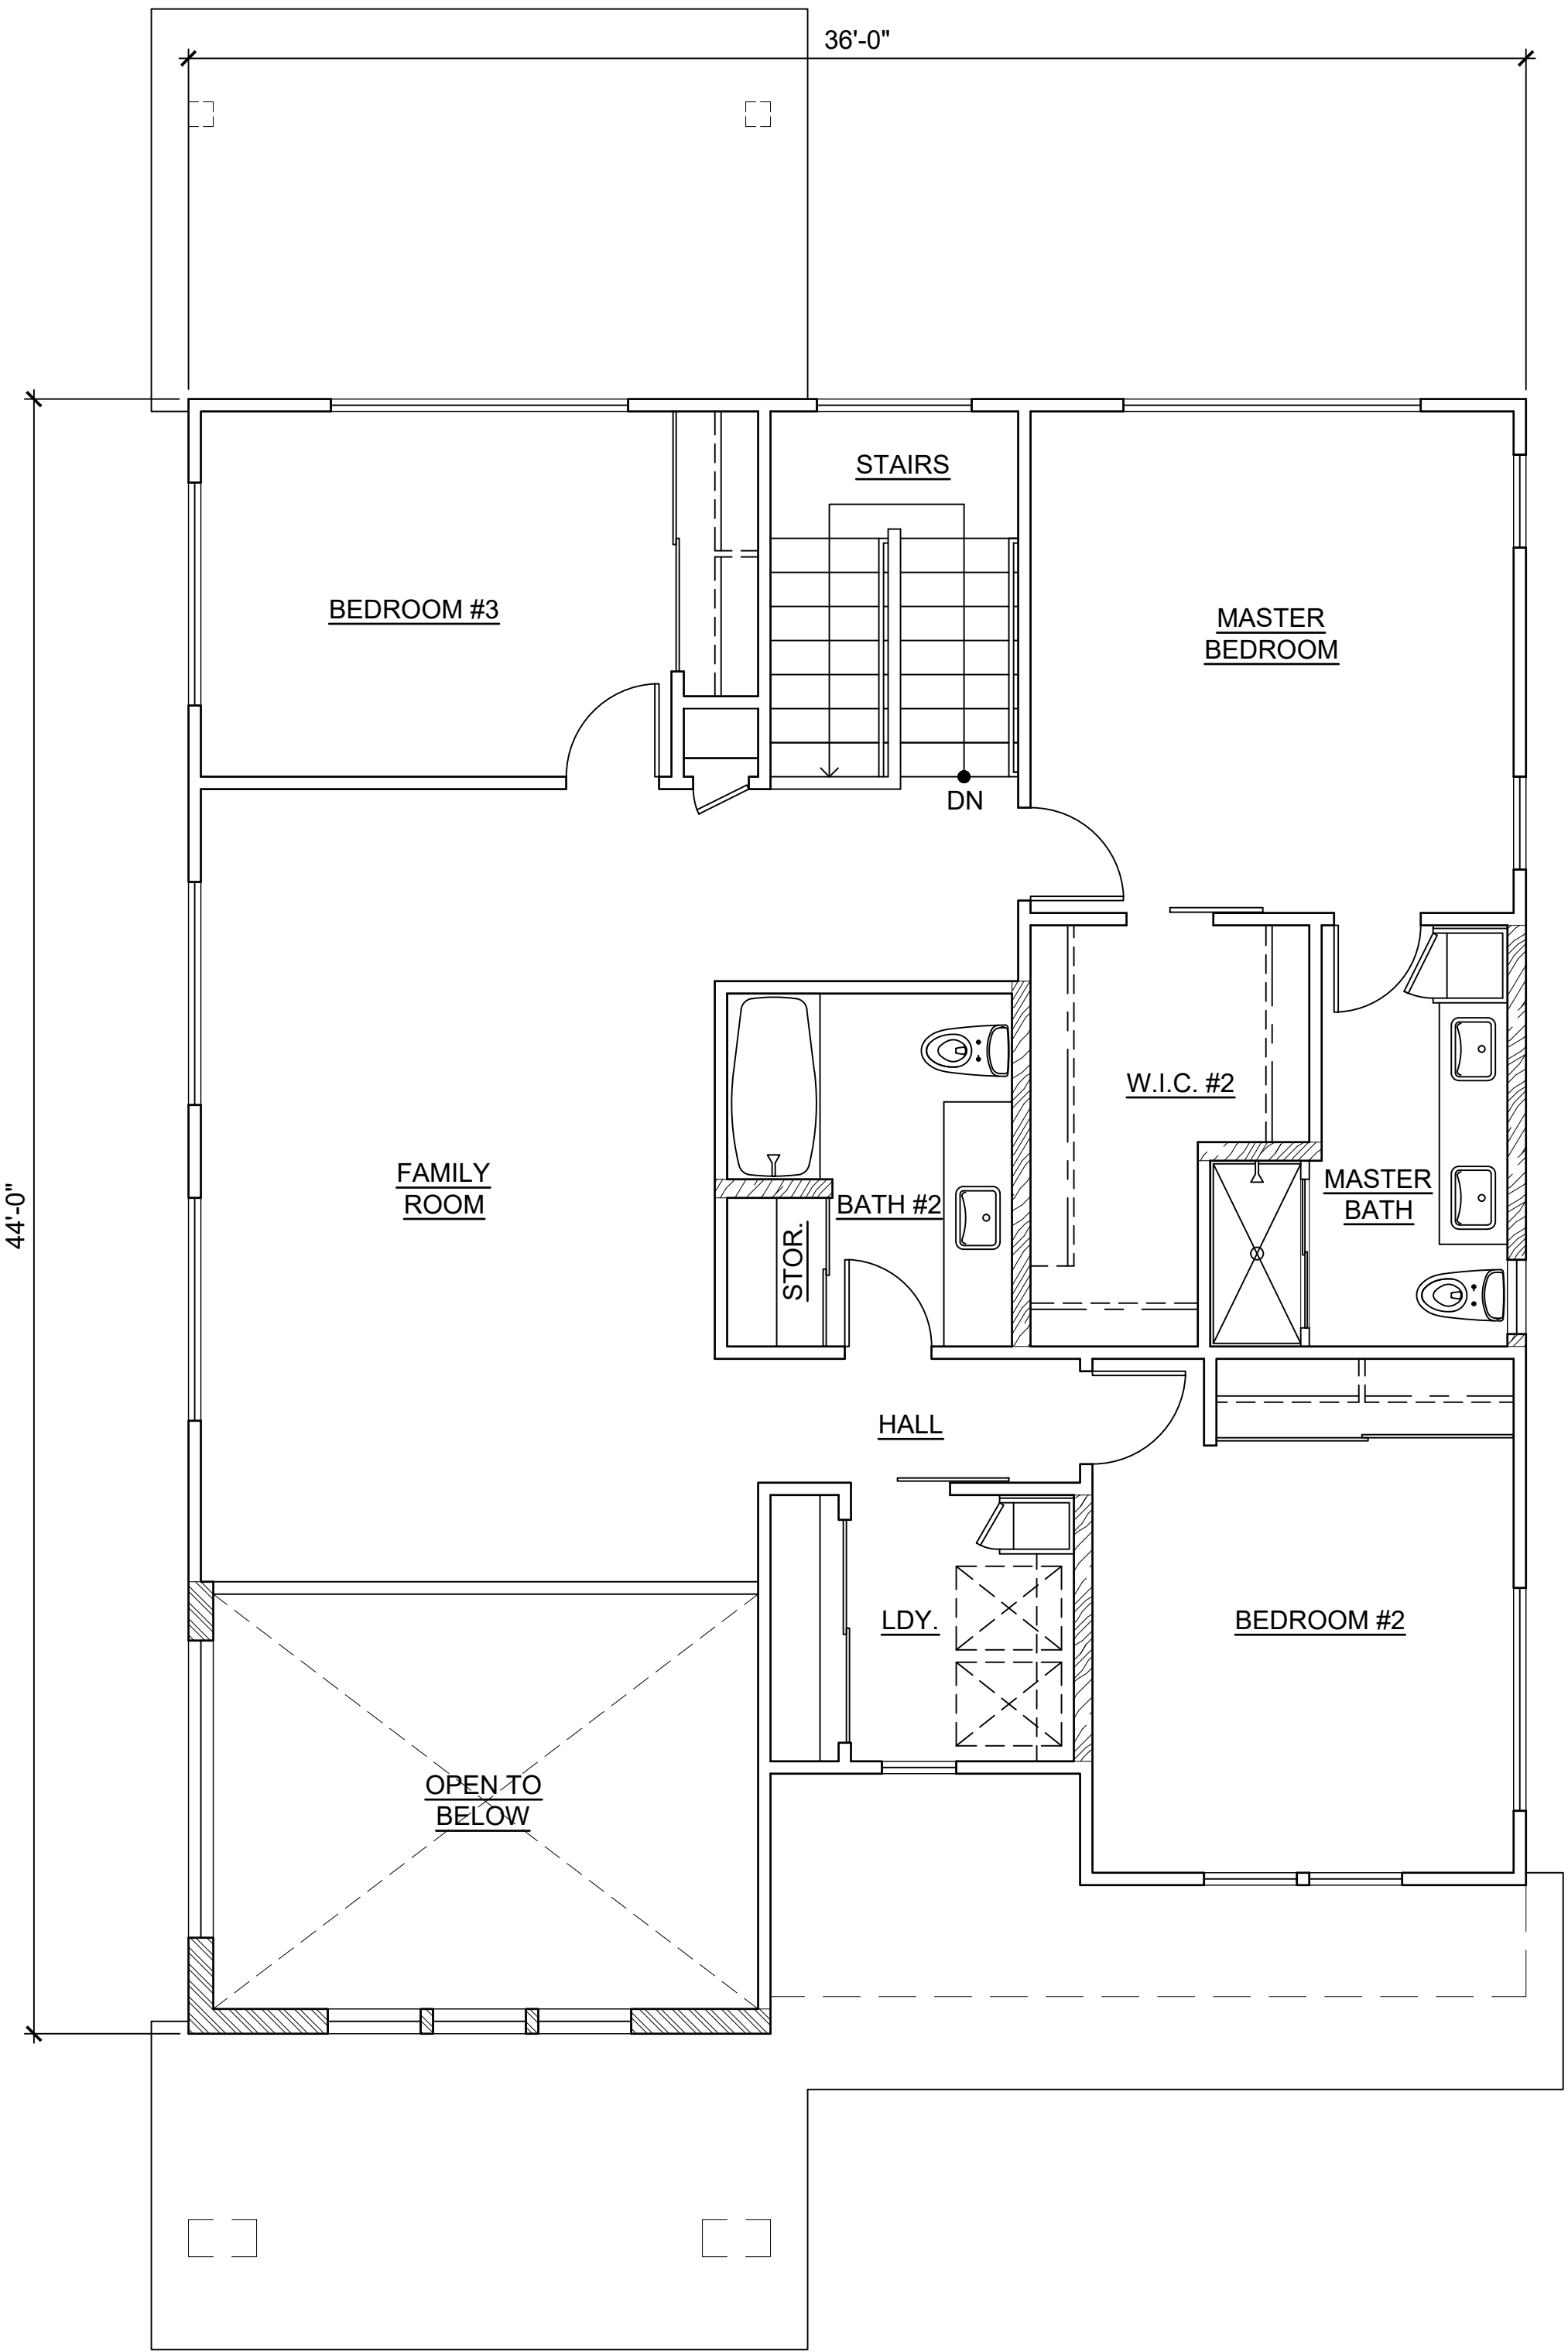 36'-0"
STAIRS
BEDROOM #3
MASTER
BEDROOM
DN
W.I.C. #2
FAMILY
ROOM
44'-0"
BATH #2
STOR.
MASTER
BATH
HALL
LDY.
BEDROOM #2
OPEN TO
BELOW